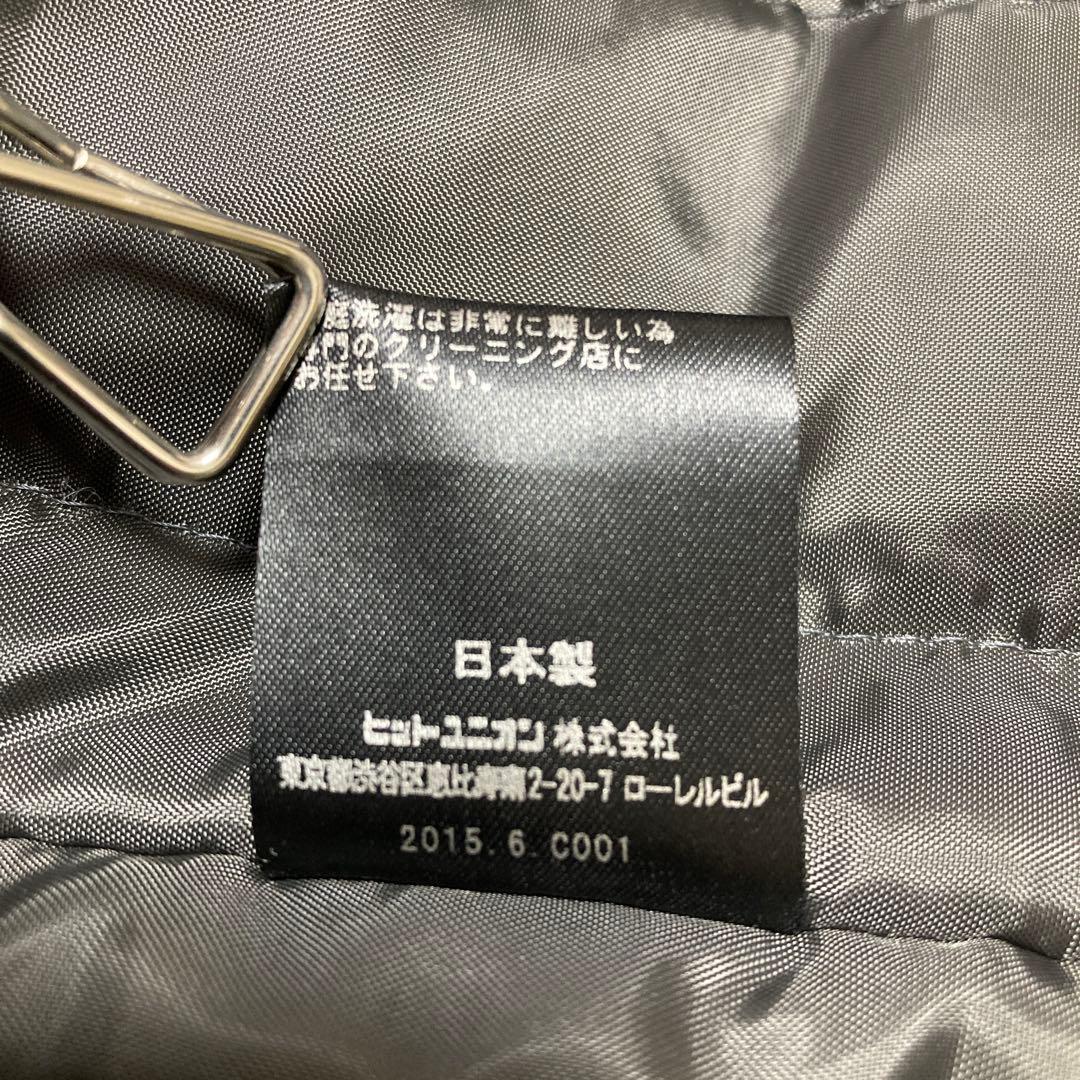 庭洗濯は非常に難しい為
専門のクリーニング店に
お任せ下さい。
日本製
ヒットユニオン株式会社
東京都渋谷区恵比寿南2-20-7 ローレルビル
2015.6 C001